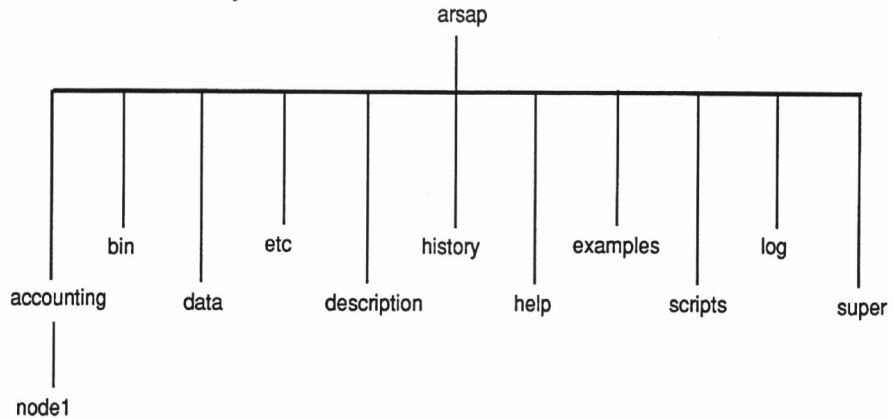 arsap
bin etc history examples log
accounting data description help scripts super
node1